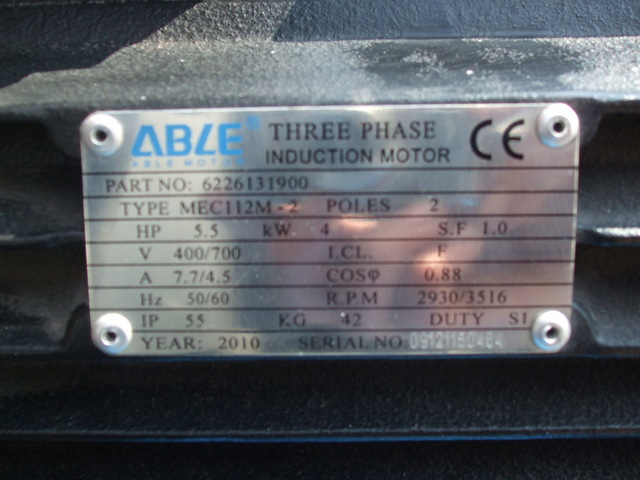 ABLE® THREE PHASE CE
ABLE MOTOR INDUCTION MOTOR
PART NO: 6226131900
TYPE MEC112M-2 POLES 2
HP 5.5 kW 4 S.F 1.0
V 400/700 I.CL. F
A 7.7/4.5 COSφ 0.88
Hz 50/60 R.P.M 2930/3516
IP 55 KG 42 DUTY S1
YEAR: 2010 SERIAL NO: